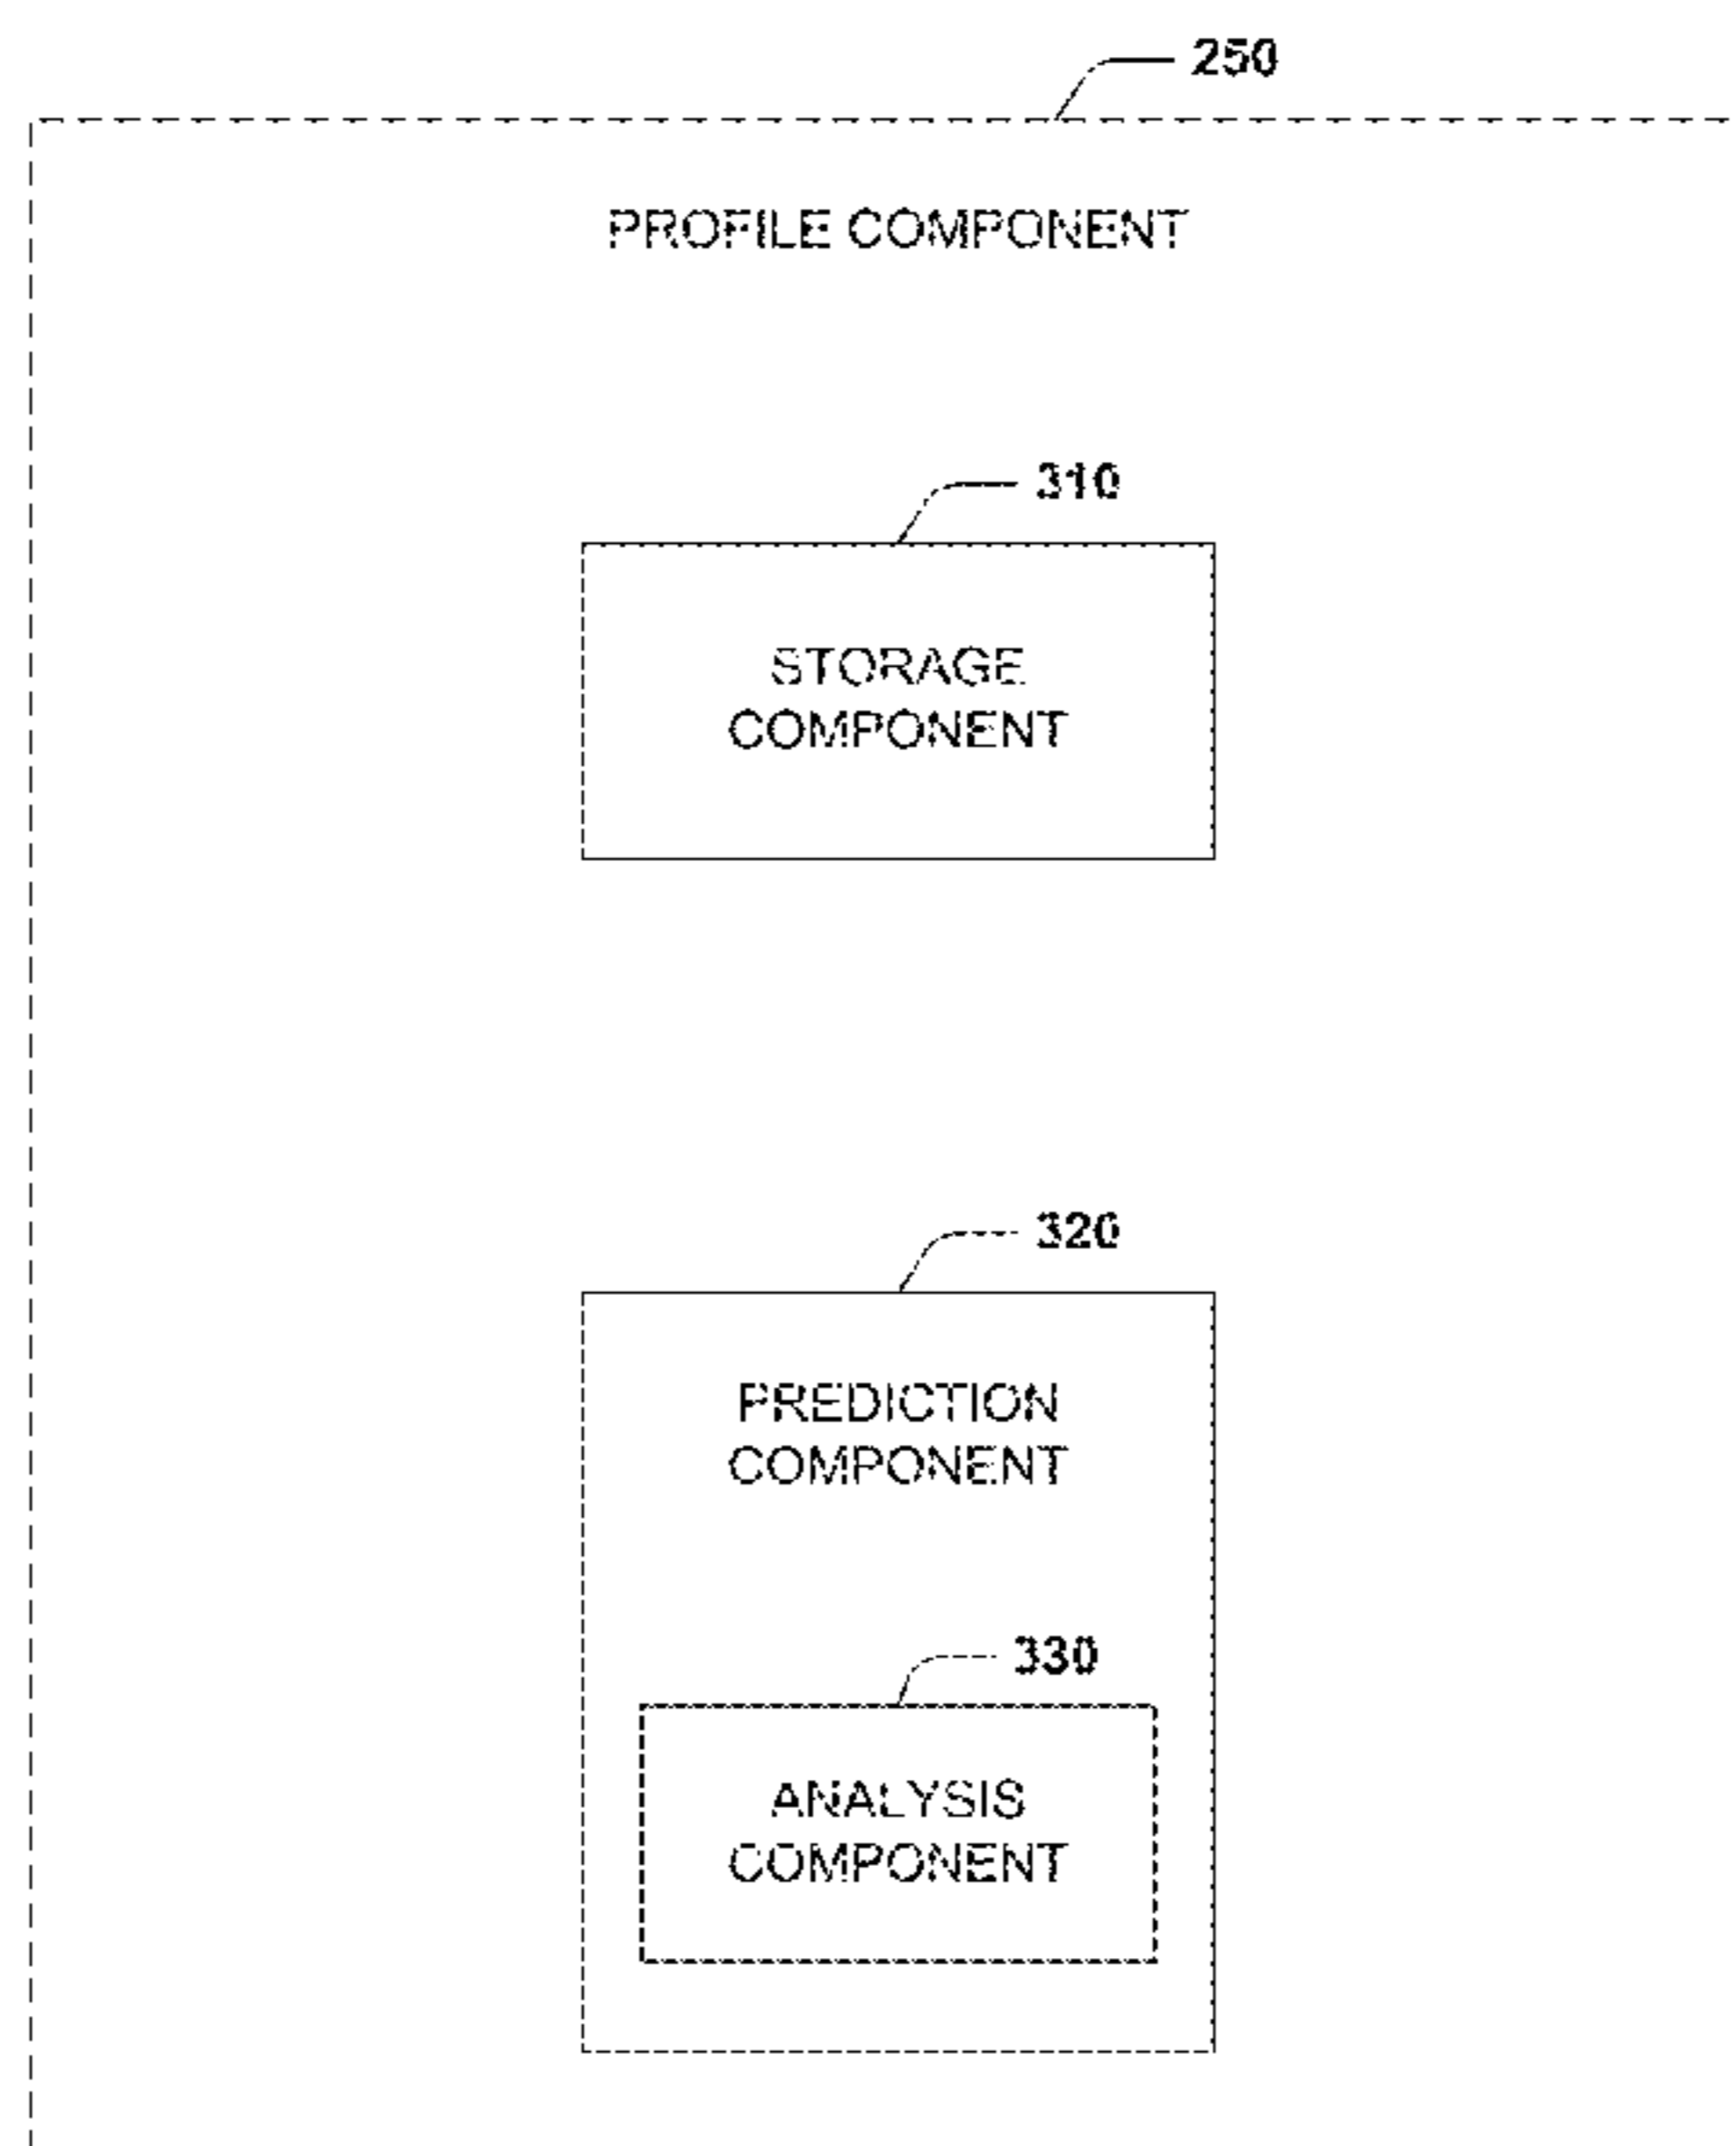 250
PROFILE COMPONENT
310
STORAGE
COMPONENT
320
PREDICTION
COMPONENT
330
ANALYSIS
COMPONENT